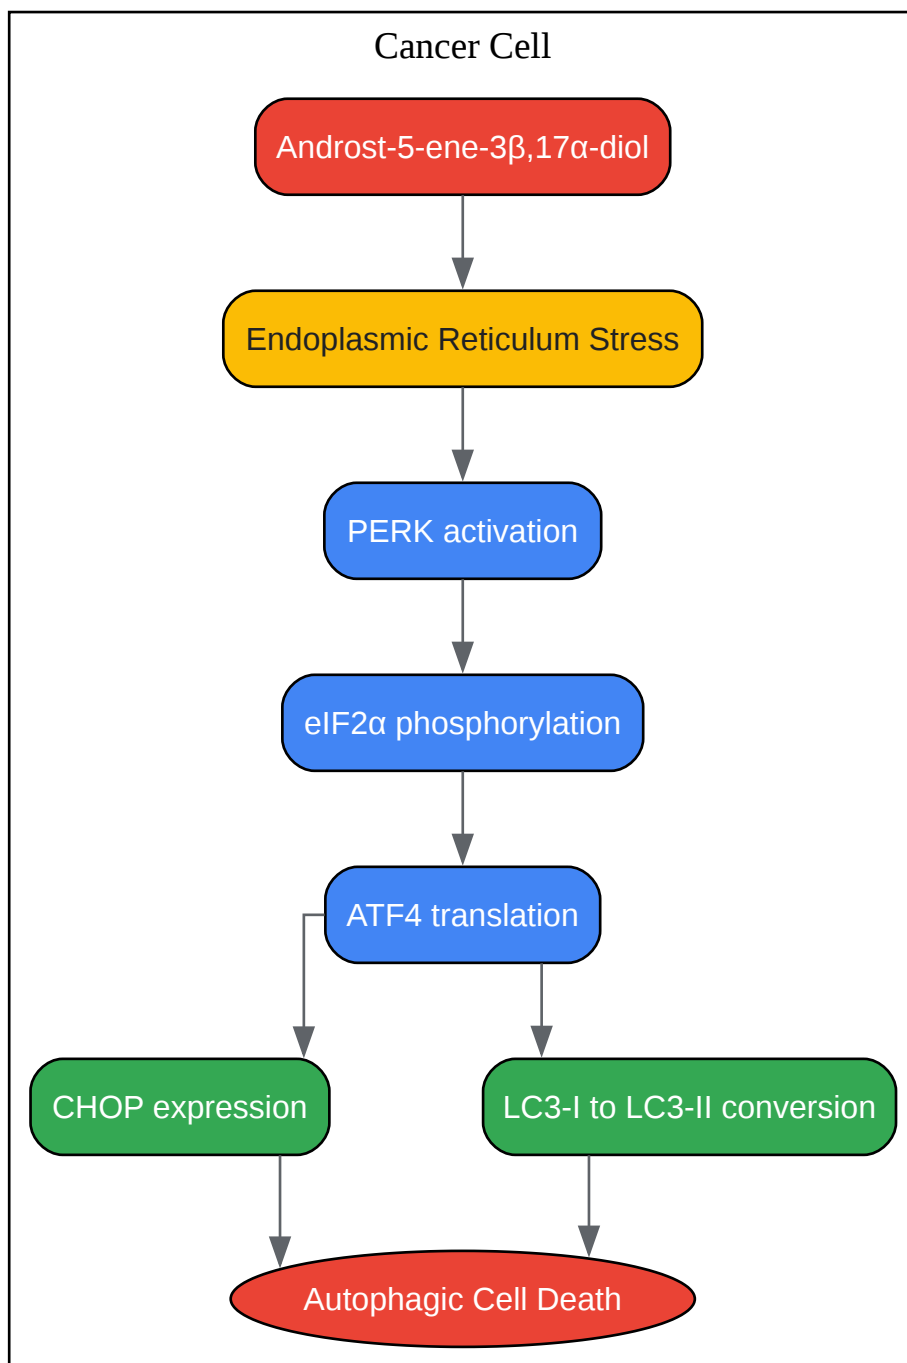 Cancer Cell
Androst-5-ene-3β,17α-diol
Endoplasmic Reticulum Stress
PERK activation
eIF2α phosphorylation
ATF4 translation
CHOP expression
LC3-I to LC3-II conversion
Autophagic Cell Death